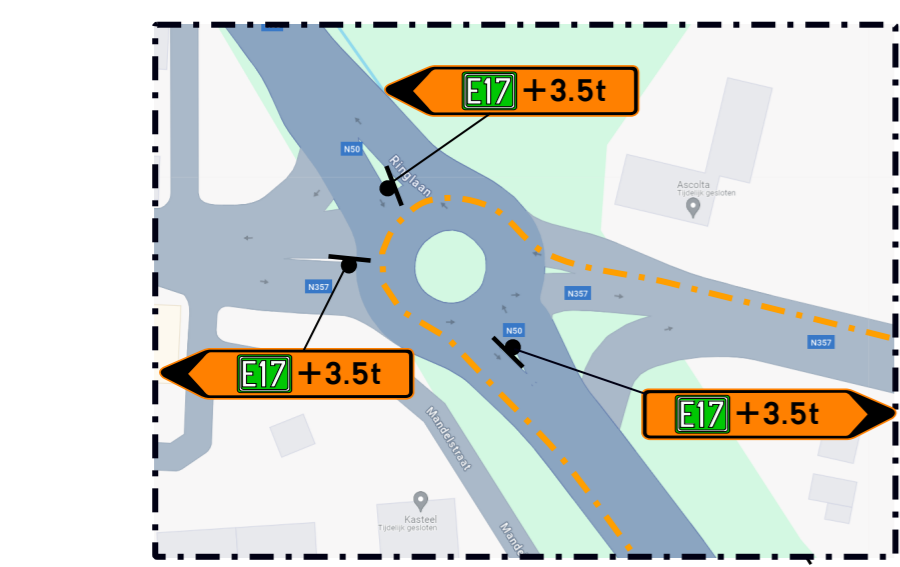 E17 +3.5t
N50
Ringlaan
Ascolta
Tijdelijk gesloten
N357
N357
N50
N357
E17 +3.5t
E17 +3.5t
Mandelstraat
Kasteel
Tijdelijk gesloten
Mande